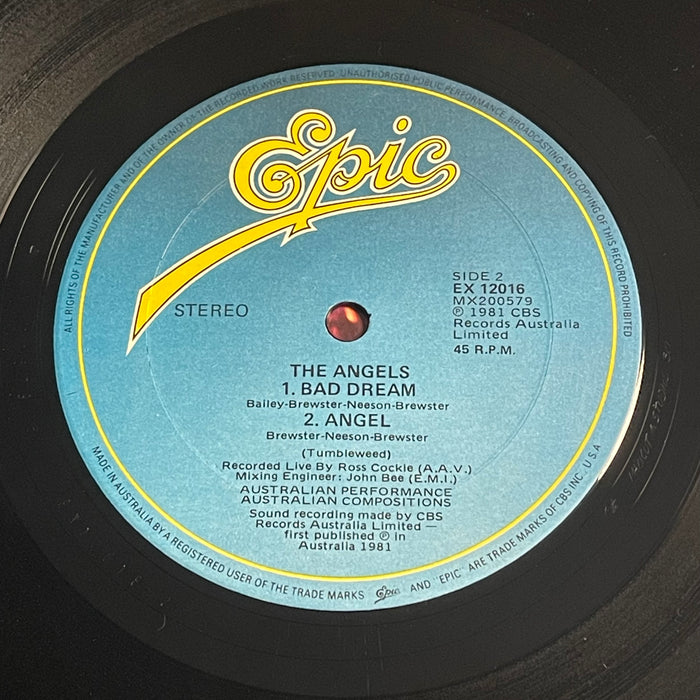 ALL RIGHTS OF THE MANUFACTURER AND OF THE OWNER OF THE RECORDED WORK RESERVED. UNAUTHORISED PUBLIC PERFORMANCE, BROADCASTING AND COPYING OF THIS RECORD PROHIBITED
Epic
STEREO
SIDE 2
EX 12016
MX200579
℗ 1981 CBS
Records Australia
Limited
45 R.P.M.
THE ANGELS
1. BAD DREAM
Bailey-Brewster-Neeson-Brewster
2. ANGEL
Brewster-Neeson-Brewster
(Tumbleweed)
Recorded Live By Ross Cockle (A.A.V.)
Mixing Engineer: John Bee (E.M.I.)
AUSTRALIAN PERFORMANCE
AUSTRALIAN COMPOSITIONS
Sound recording made by CBS
Records Australia Limited —
first published ℗ in
Australia 1981
MADE IN AUSTRALIA BY A REGISTERED USER OF THE TRADE MARKS Epic AND 'EPIC' ARE TRADE MARKS OF CBS INC., U.S.A